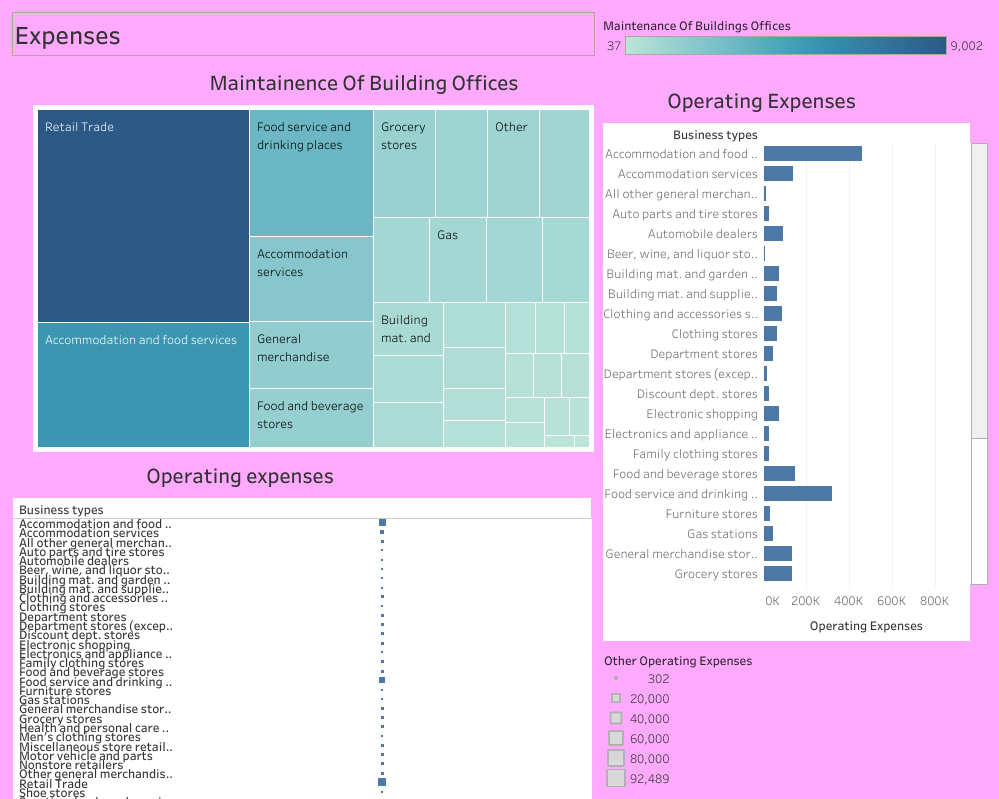 Expenses
Maintenance Of Buildings Offices
37 9,002
Maintainence Of Building Offices
Retail Trade
Accommodation and food services
Food service and
drinking places
Accommodation
services
General
merchandise
Food and beverage
stores
Grocery
stores
Other
Gas
Building
mat. and
Operating Expenses
Business types
Accommodation and food ..
Accommodation services
All other general merchan..
Auto parts and tire stores
Automobile dealers
Beer, wine, and liquor sto..
Building mat. and garden ..
Building mat. and supplie..
Clothing and accessories s..
Clothing stores
Department stores
Department stores (excep..
Discount dept. stores
Electronic shopping
Electronics and appliance ..
Family clothing stores
Food and beverage stores
Food service and drinking ..
Furniture stores
Gas stations
General merchandise stor..
Grocery stores
0K 200K 400K 600K 800K
Operating Expenses
Operating expenses
Business types
Accommodation and food ..
Accommodation services
All other general merchan..
Auto parts and tire stores
Automobile dealers
Beer, wine, and liquor sto..
Building mat. and garden ..
Building mat. and supplie..
Clothing and accessories ..
Clothing stores
Department stores
Department stores (excep..
Discount dept. stores
Electronic shopping
Electronics and appliance ..
Family clothing stores
Food and beverage stores
Food service and drinking ..
Furniture stores
Gas stations
General merchandise stor..
Grocery stores
Health and personal care ..
Men's clothing stores
Miscellaneous store retail..
Motor vehicle and parts
Nonstore retailers
Other general merchandis..
Retail Trade
Shoe stores
Other Operating Expenses
302
20,000
40,000
60,000
80,000
92,489